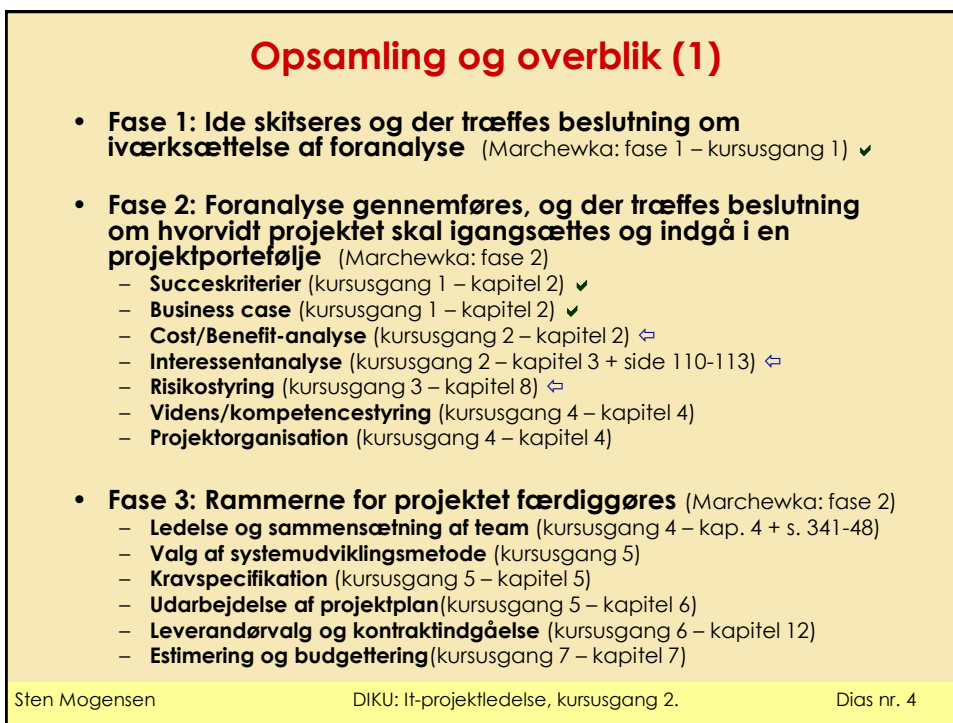 Opsamling og overblik (1)
• Fase 1: Ide skitseres og der træffes beslutning om
iværksættelse af foranalyse (Marchewka: fase 1 – kursusgang 1) ✔
• Fase 2: Foranalyse gennemføres, og der træffes beslutning
om hvorvidt projektet skal igangsættes og indgå i en
projektportefølje (Marchewka: fase 2)
– Succeskriterier (kursusgang 1 – kapitel 2) ✔
– Business case (kursusgang 1 – kapitel 2) ✔
– Cost/Benefit-analyse (kursusgang 2 – kapitel 2) ⇦
– Interessentanalyse (kursusgang 2 – kapitel 3 + side 110-113) ⇦
– Risikostyring (kursusgang 3 – kapitel 8) ⇦
– Videns/kompetencestyring (kursusgang 4 – kapitel 4)
– Projektorganisation (kursusgang 4 – kapitel 4)
• Fase 3: Rammerne for projektet færdiggøres (Marchewka: fase 2)
– Ledelse og sammensætning af team (kursusgang 4 – kap. 4 + s. 341-48)
– Valg af systemudviklingsmetode (kursusgang 5)
– Kravspecifikation (kursusgang 5 – kapitel 5)
– Udarbejdelse af projektplan(kursusgang 5 – kapitel 6)
– Leverandørvalg og kontraktindgåelse (kursusgang 6 – kapitel 12)
– Estimering og budgettering(kursusgang 7 – kapitel 7)
Sten Mogensen DIKU: It-projektledelse, kursusgang 2. Dias nr. 4